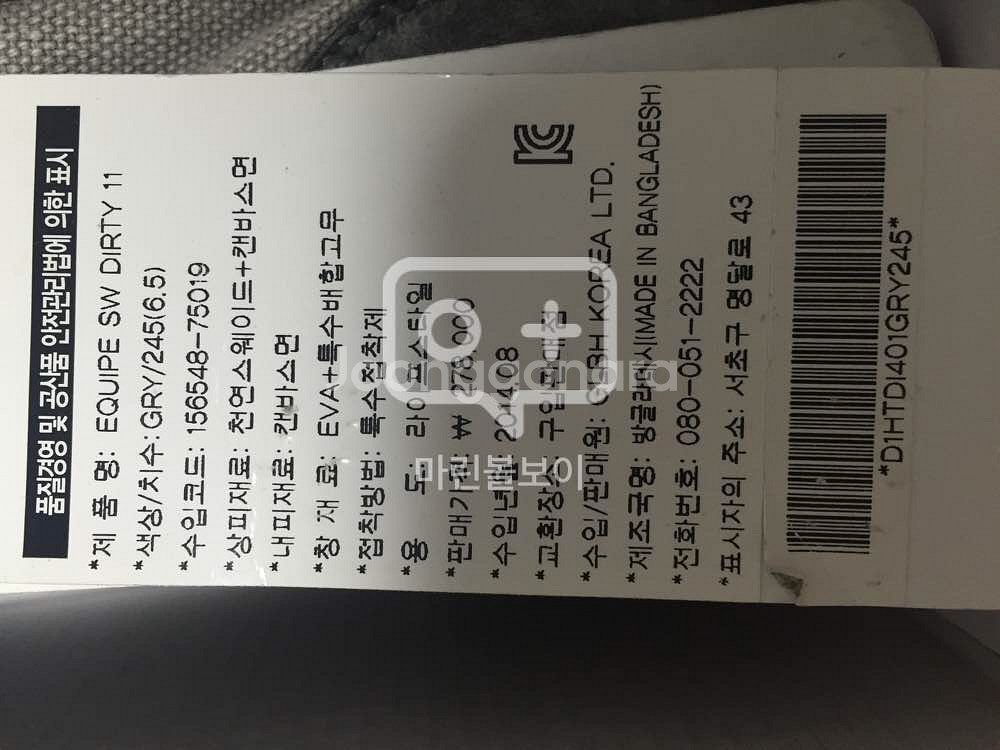 품질경영 및 공산품 안전관리법에 의한 표시
*제 품 명: EQUIPE SW DIRTY 11
*색상/치수: GRY/245(6.5)
*수입코드: 156548-75019
*상피재료: 천연스웨이드+캔바스면
*내피재료: 캔바스면
*창 재 료: EVA+특수배합고무
*접착방법: 특수접착제
*용 도: 라이프스타일
*판매가격: ₩ 278,000
*수입년월: 2014.08
*교환장소: 구입판매점
*수입/판매원: GLBH KOREA LTD.
*제조국명: 방글라데시(MADE IN BANGLADESH)
*전화번호: 080-051-2222
*표시자의 주소: 서초구 명달로 43
*D1HTDI401GRY245*
Joonggonara
마린볼보이